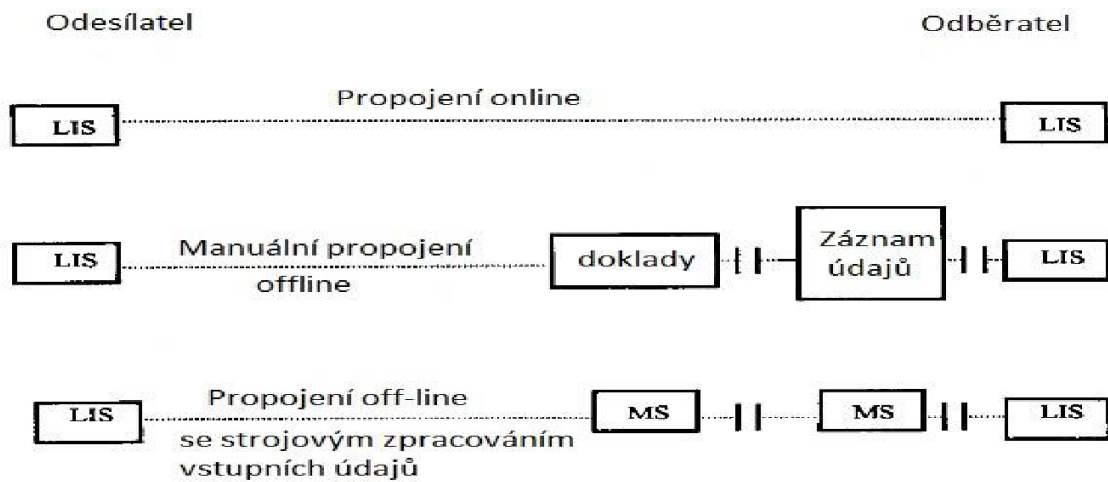 Odesílatel Odběratel
Propojení online
LIS LIS
Manuální propojení offline
LIS doklady Záznam údajů LIS
Propojení off-line
LIS MS MS LIS
se strojovým zpracováním
vstupních údajů